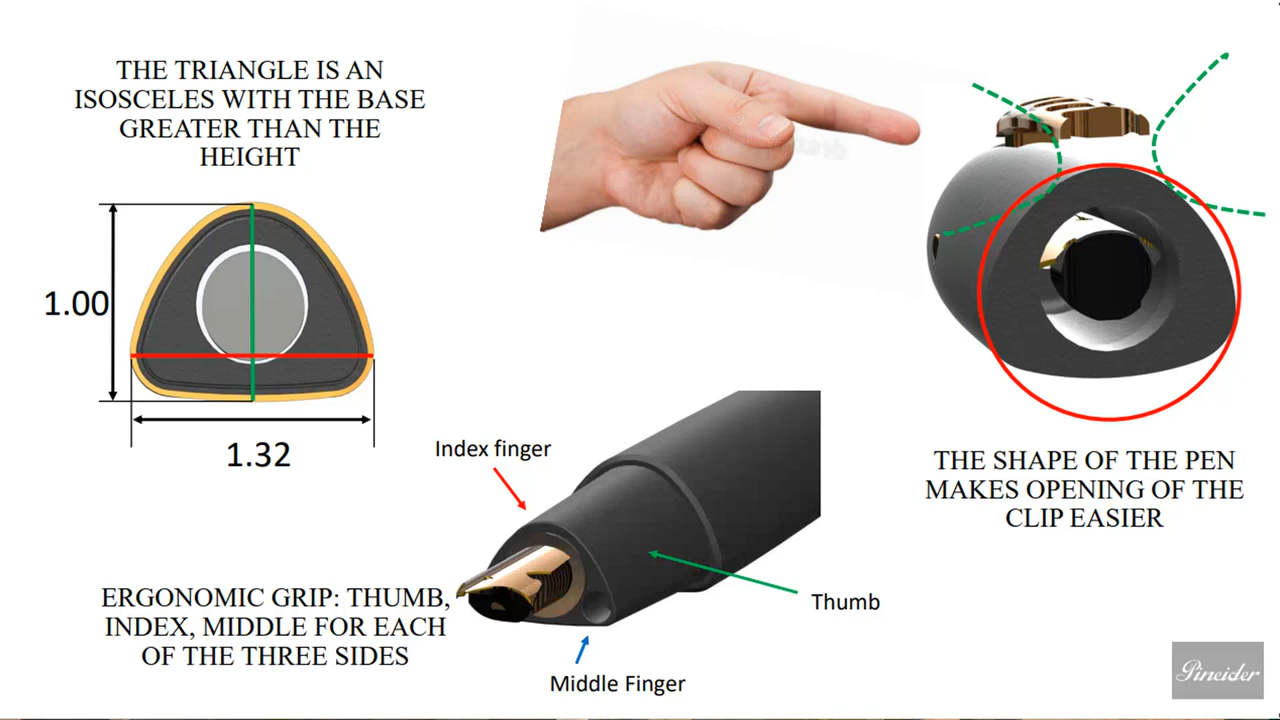 THE TRIANGLE IS AN
ISOSCELES WITH THE BASE
GREATER THAN THE
HEIGHT
1.00
1.32
Index finger
Thumb
Middle Finger
ERGONOMIC GRIP: THUMB,
INDEX, MIDDLE FOR EACH
OF THE THREE SIDES
THE SHAPE OF THE PEN
MAKES OPENING OF THE
CLIP EASIER
Pineider